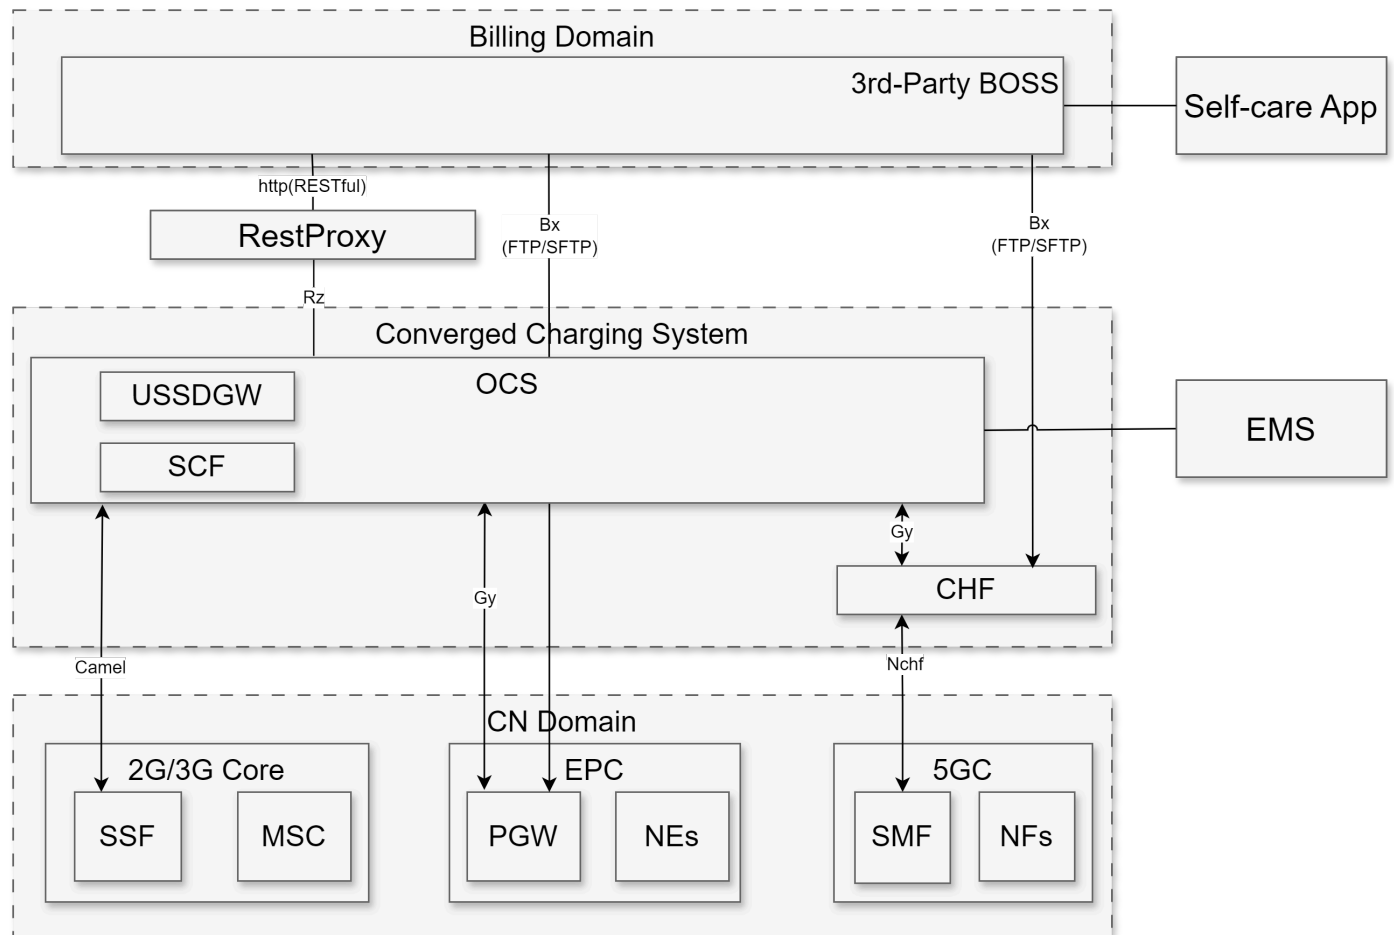 Billing Domain
3rd-Party BOSS
Self-care App
http(RESTful)
RestProxy
Bx
(FTP/SFTP)
Bx
(FTP/SFTP)
Rz
Converged Charging System
OCS
USSDGW
SCF
EMS
Gy
CHF
Gy
Camel
Nchf
CN Domain
2G/3G Core
EPC
5GC
SSF
MSC
PGW
NEs
SMF
NFs